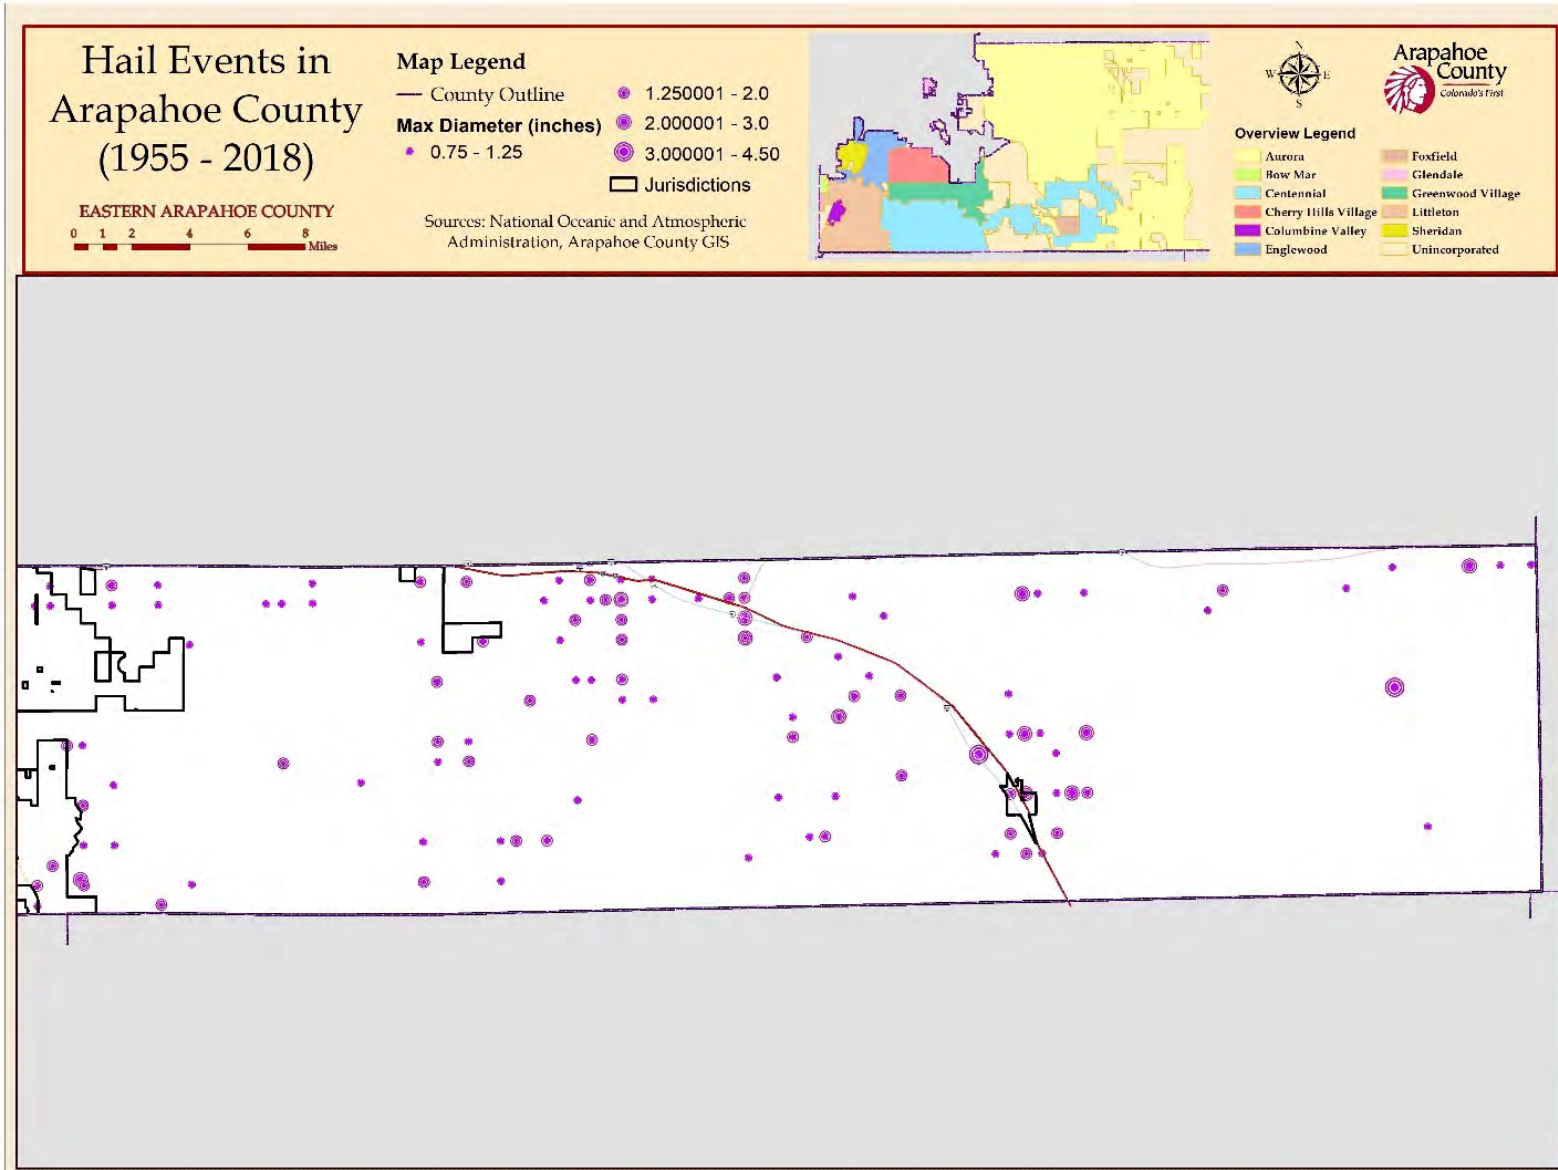 Hail Events in
Arapahoe County
(1955 - 2018)
EASTERN ARAPAHOE COUNTY
0 1 2 4 6 8
Miles
Map Legend
County Outline
Max Diameter (inches)
0.75 - 1.25
1.250001 - 2.0
2.000001 - 3.0
3.000001 - 4.50
Jurisdictions
Sources: National Oceanic and Atmospheric
Administration, Arapahoe County GIS
N
W E
S
Arapahoe
County
Colorado's First
Overview Legend
Aurora
Bow Mar
Centennial
Cherry Hills Village
Columbine Valley
Englewood
Foxfield
Glendale
Greenwood Village
Littleton
Sheridan
Unincorporated